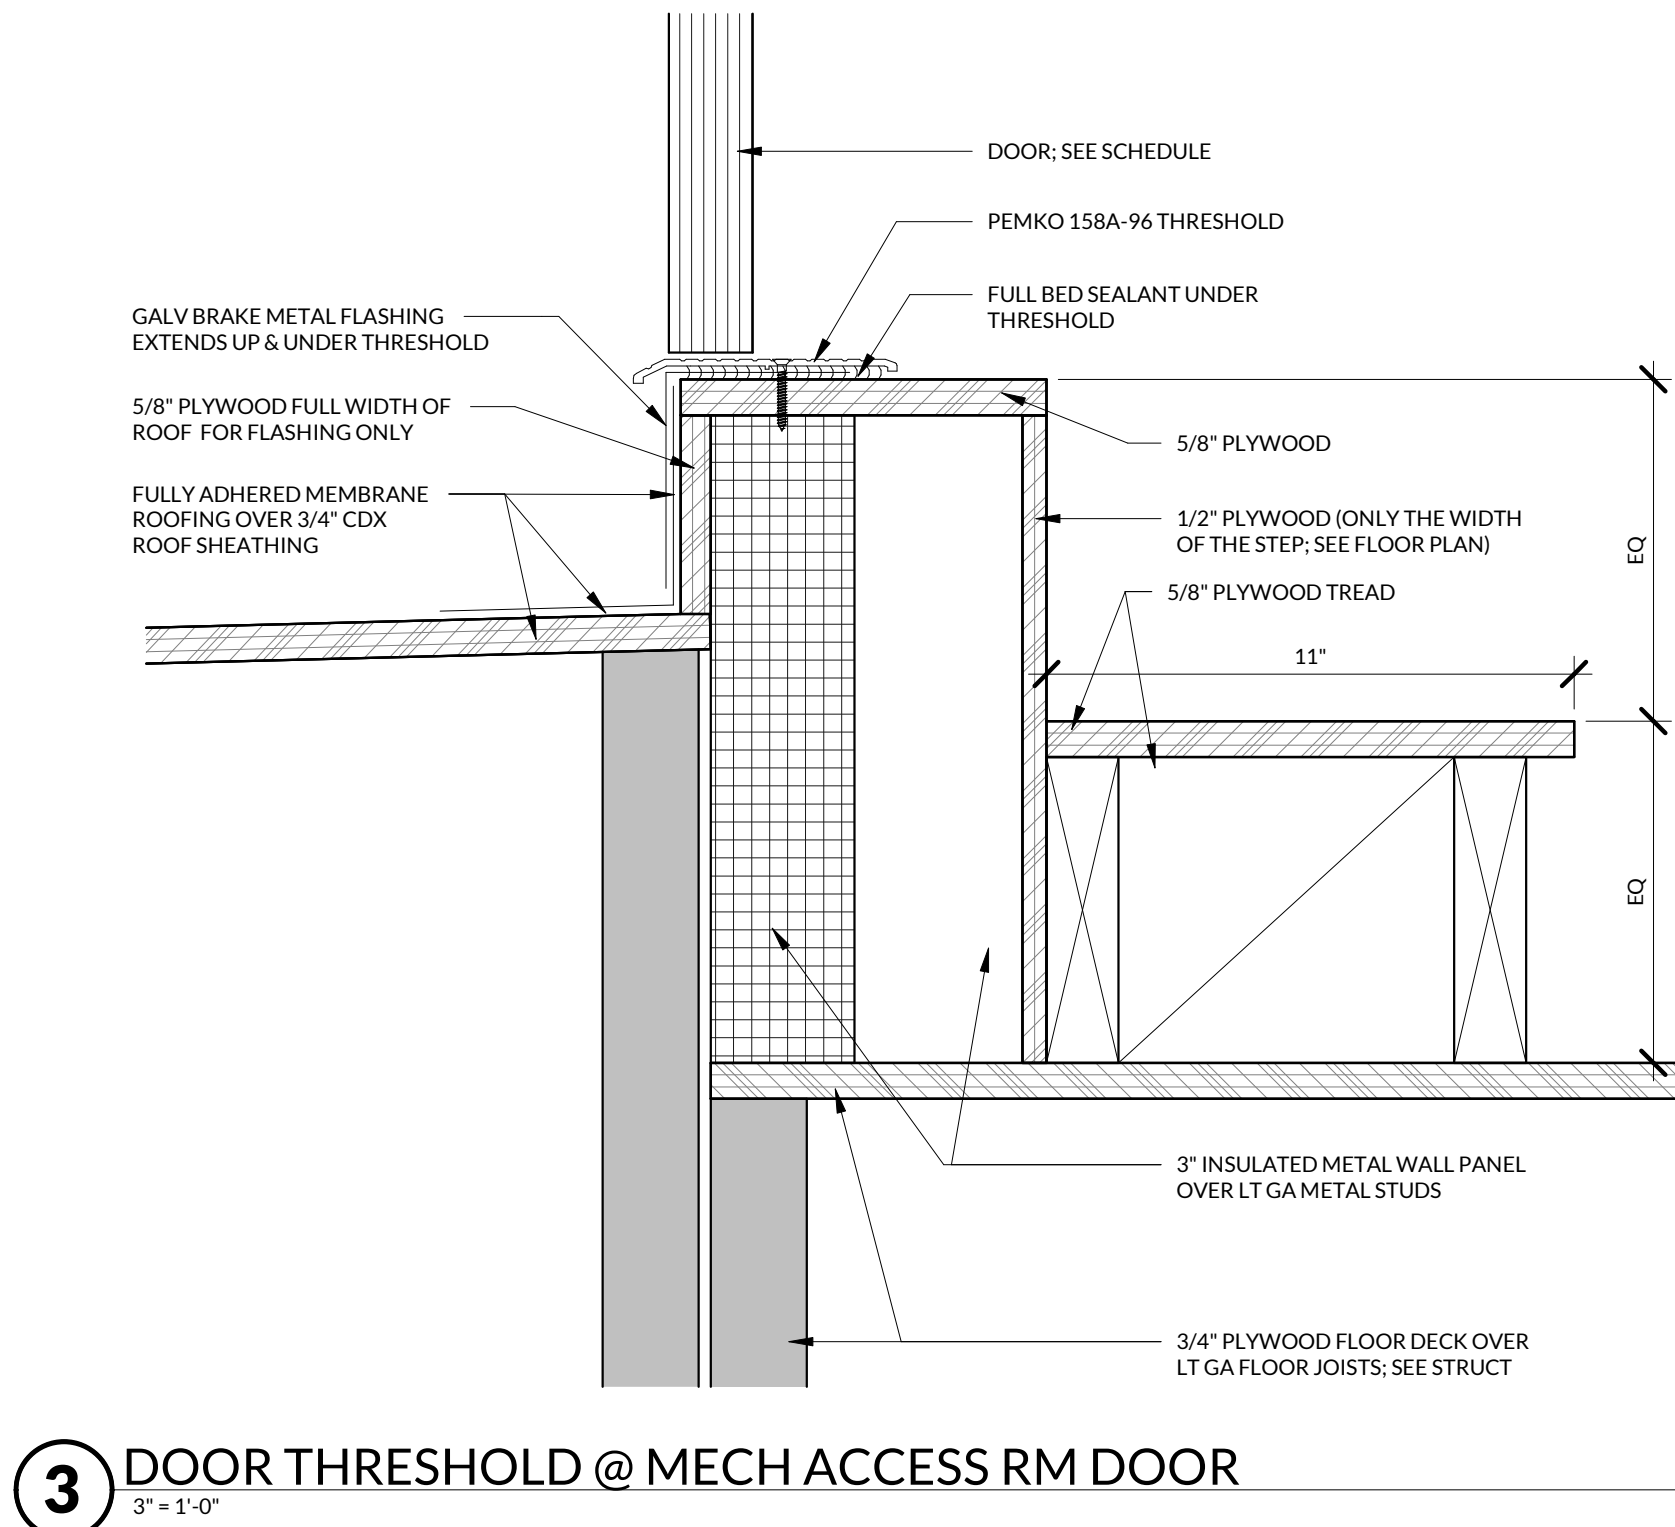 DOOR; SEE SCHEDULE
PEMKO 158A-96 THRESHOLD
FULL BED SEALANT UNDER
THRESHOLD
GALV BRAKE METAL FLASHING
EXTENDS UP & UNDER THRESHOLD
5/8" PLYWOOD FULL WIDTH OF
ROOF FOR FLASHING ONLY
FULLY ADHERED MEMBRANE
ROOFING OVER 3/4" CDX
ROOF SHEATHING
5/8" PLYWOOD
1/2" PLYWOOD (ONLY THE WIDTH
OF THE STEP; SEE FLOOR PLAN)
5/8" PLYWOOD TREAD
EQ
11"
EQ
3" INSULATED METAL WALL PANEL
OVER LT GA METAL STUDS
3/4" PLYWOOD FLOOR DECK OVER
LT GA FLOOR JOISTS; SEE STRUCT
3
DOOR THRESHOLD @ MECH ACCESS RM DOOR
3" = 1'-0"